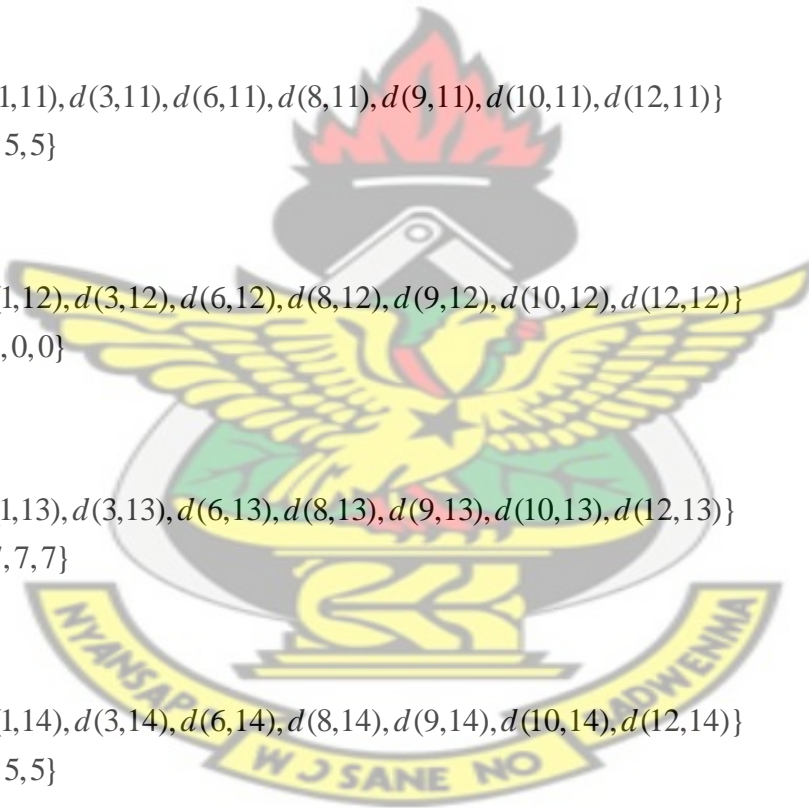 1,11), d(3,11), d(6,11), d(8,11), d(9,11), d(10,11), d(12,11)}
5,5}
1,12), d(3,12), d(6,12), d(8,12), d(9,12), d(10,12), d(12,12)}
,0,0}
1,13), d(3,13), d(6,13), d(8,13), d(9,13), d(10,13), d(12,13)}
,7,7}
1,14), d(3,14), d(6,14), d(8,14), d(9,14), d(10,14), d(12,14)}
5,5}
W Ɔ SANE NO